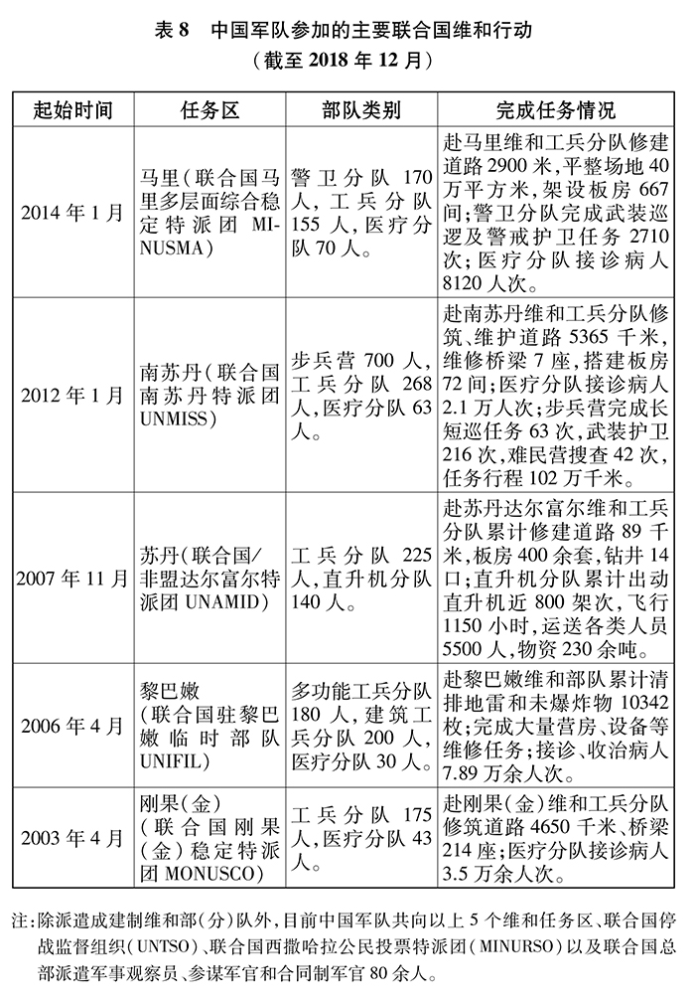 表 8 中国军队参加的主要联合国维和行动
(截至 2018 年 12 月)
起始时间
任务区
部队类别
完成任务情况
2014 年 1 月
马里(联合国马
里多层面综合稳
定特派团 MI-
NUSMA)
警卫分队 170
人,工兵分队
155 人,医疗分
队 70 人。
赴马里维和工兵分队修建
道路 2900 米,平整场地 40
万平方米,架设板房 667
间;警卫分队完成武装巡
逻及警戒护卫任务 2710
次;医疗分队接诊病人
8120 人次。
2012 年 1 月
南苏丹(联合国
南苏丹特派团
UNMISS)
步兵营 700 人,
工兵分队 268
人,医疗分队 63
人。
赴南苏丹维和工兵分队修
筑、维护道路 5365 千米,
维修桥梁 7 座,搭建板房
72 间;医疗分队接诊病人
2.1 万人次;步兵营完成长
短巡任务 63 次,武装护卫
216 次,难民营搜查 42 次,
任务行程 102 万千米。
2007 年 11 月
苏丹(联合国/
非盟达尔富尔特
派团 UNAMID)
工兵分队 225
人,直升机分队
140 人。
赴苏丹达尔富尔维和工兵
分队累计修建道路 89 千
米,板房 400 余套,钻井 14
口;直升机分队累计出动
直升机近 800 架次,飞行
1150 小时,运送各类人员
5500 人,物资 230 余吨。
2006 年 4 月
黎巴嫩
(联合国驻黎巴
嫩临时部队
UNIFIL)
多功能工兵分队
180 人,建筑工
兵分队 200 人,
医疗分队 30 人。
赴黎巴嫩维和部队累计清
排地雷和未爆炸物 10342
枚;完成大量营房、设备等
维修任务;接诊、收治病人
7.89 万余人次。
2003 年 4 月
刚果(金)
(联合国刚果
(金)稳定特派
团 MONUSCO)
工兵分队 175
人,医疗分队 43
人。
赴刚果(金)维和工兵分队
修筑道路 4650 千米、桥梁
214 座;医疗分队接诊病人
3.5 万余人次。
注:除派遣成建制维和部(分)队外,目前中国军队共向以上 5 个维和任务区、联合国停
战监督组织(UNTSO)、联合国西撒哈拉公民投票特派团(MINURSO)以及联合国总
部派遣军事观察员、参谋军官和合同制军官 80 余人。